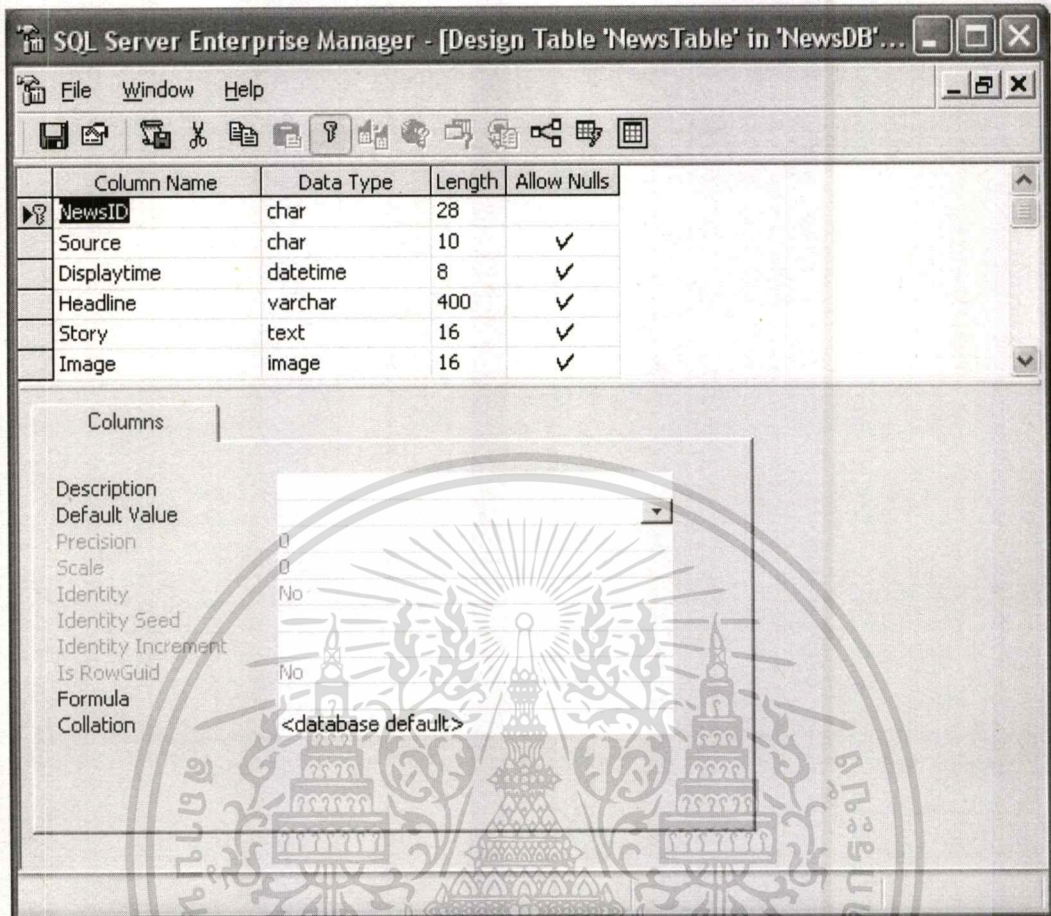 SQL Server Enterprise Manager - [Design Table 'NewsTable' in 'NewsDB'...
File Window Help
Column Name Data Type Length Allow Nulls
NewsID char 28
Source char 10 ✓
Displaytime datetime 8 ✓
Headline varchar 400 ✓
Story text 16 ✓
Image image 16 ✓
Columns
Description
Default Value
Precision 0
Scale 0
Identity No
Identity Seed
Identity Increment
Is RowGuid No
Formula
Collation <database default>